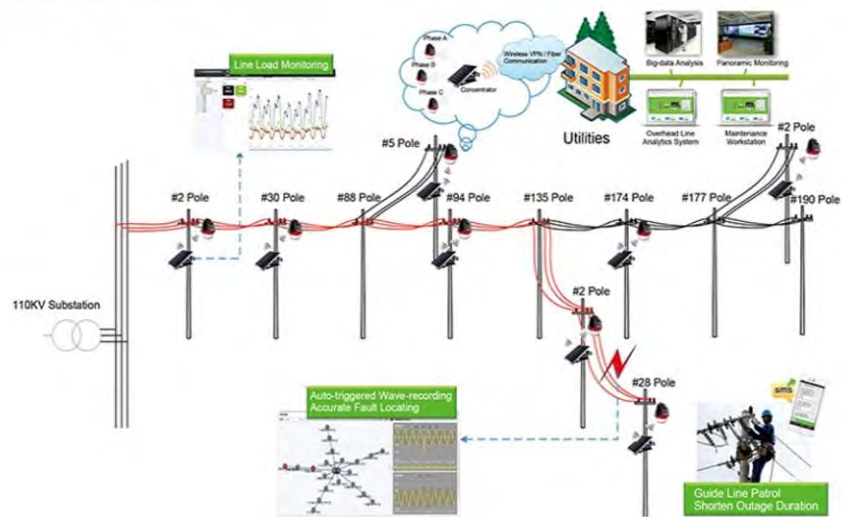 Line Load Monitoring
Phase A
Phase B
Phase C
Concentrator
Wireless VPN / Fiber
Communication
Utilities
Big-data Analysis
Panoramic Monitoring
Overhead Line
Analytics System
Maintenance
Workstation
#5 Pole
#2 Pole
#2 Pole
#30 Pole
#88 Pole
#94 Pole
#135 Pole
#174 Pole
#177 Pole
#190 Pole
110KV Substation
#2 Pole
#28 Pole
Auto-triggered Wave-recording
Accurate Fault Locating
sms
Guide Line Patrol
Shorten Outage Duration